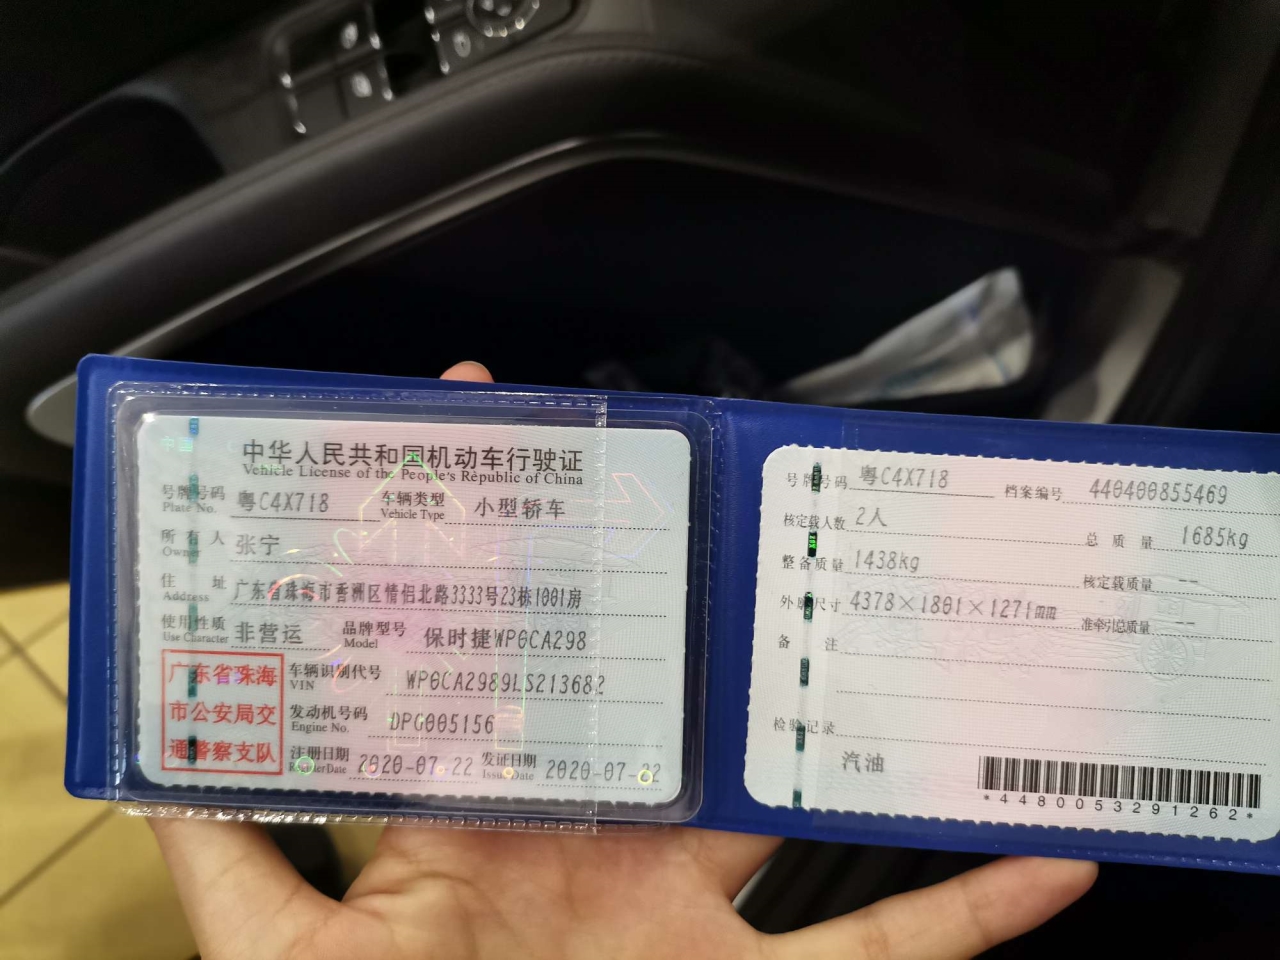 中国
中华人民共和国机动车行驶证
Vehicle License of the People's Republic of China
号牌号码 粤C4X718 车辆类型 小型轿车
Plate No. Vehicle Type
所有人 张宁
Owner
住址 广东省珠海市香洲区情侣北路3333号23栋1001房
Address
使用性质 非营运 品牌型号 保时捷WP0CA298
Use Character Model
广东省珠海
市公安局交
通警察支队
车辆识别代号 WP0CA2989LS213682
VIN
发动机号码 DPG005156
Engine No.
注册日期 2020-07-22 发证日期 2020-07-22
Register Date Issue Date
号牌号码 粤C4X718 档案编号 440400855469
核定载人数 2人 总质量 1685kg
整备质量 1438kg 核定载质量 --
外廓尺寸 4378×1801×1271mm 准牵引总质量 --
备注
检验记录
汽油
*4480053291262*